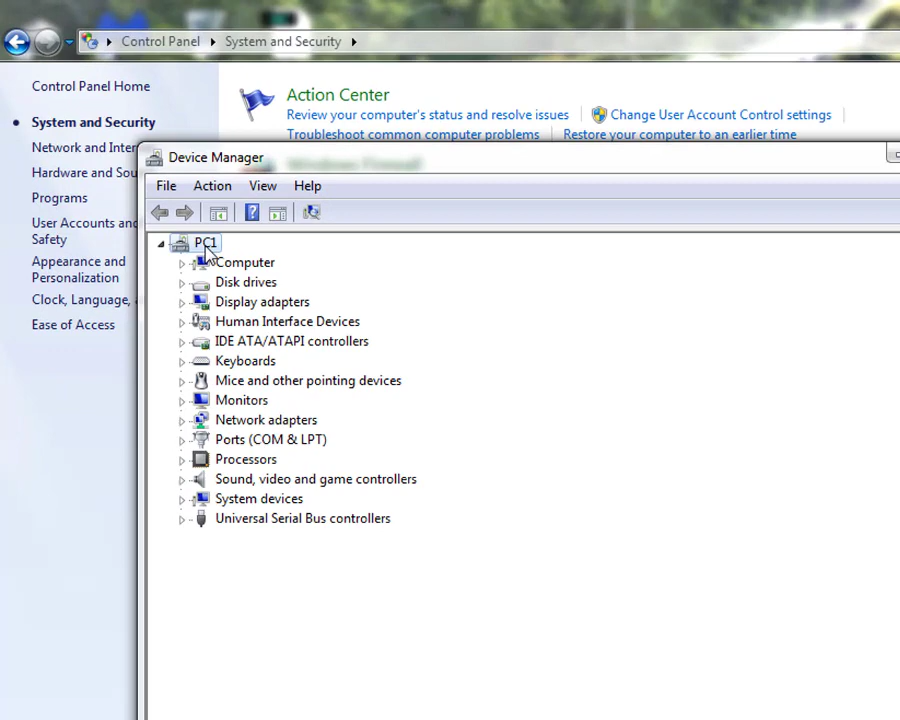 Control Panel
System and Security
Control Panel Home
System and Security
Network and Inter
Hardware and Sou
Programs
User Accounts and
Safety
Appearance and
Personalization
Clock, Language,
Ease of Access
Action Center
Review your computer's status and resolve issues
Change User Account Control settings
Troubleshoot common computer problems
Restore your computer to an earlier time
Windows Firewall
Device Manager
File Action View Help
PC1
Computer
Disk drives
Display adapters
Human Interface Devices
IDE ATA/ATAPI controllers
Keyboards
Mice and other pointing devices
Monitors
Network adapters
Ports (COM & LPT)
Processors
Sound, video and game controllers
System devices
Universal Serial Bus controllers